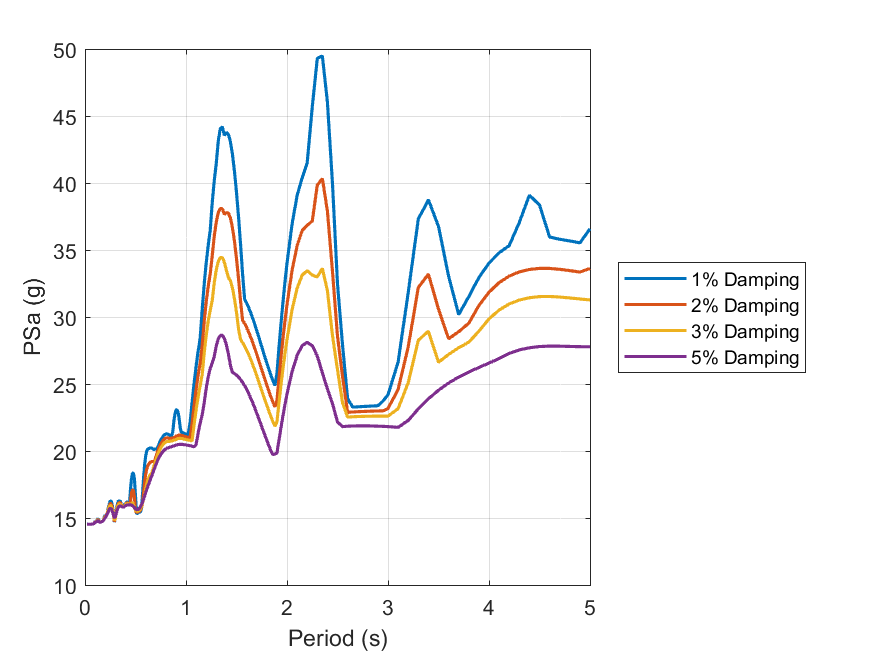 50
45
40
35
30
25
20
15
10
0 1 2 3 4 5
PSa (g)
Period (s)
1% Damping
2% Damping
3% Damping
5% Damping